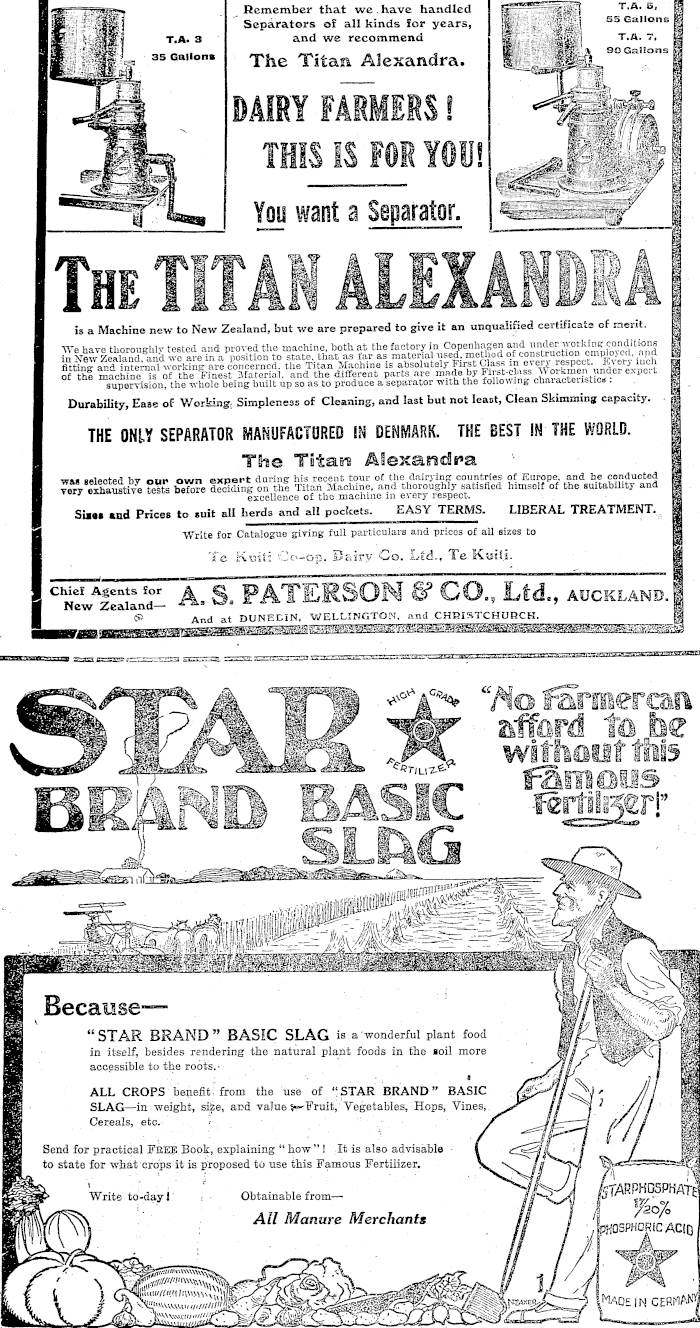 T.A. 3
35 Gallons
Remember that we have handled
Separators of all kinds for years,
and we recommend
The Titan Alexandra.
DAIRY FARMERS!
THIS IS FOR YOU!
You want a Separator.
T.A. 5,
55 Gallons
T.A. 7,
90 Gallons
THE TITAN ALEXANDRA
is a Machine new to New Zealand, but we are prepared to give it an unqualified certificate of merit.
We have thoroughly tested and proved the machine, both at the factory in Copenhagen and under working conditions
in New Zealand, and we are in a position to state, that as far as material used, method of construction employed, and
fitting and internal working are concerned, the Titan Machine is absolutely First Class in every respect. Every inch
of the machine is of the Finest Material, and the different parts are made by First-class Workmen under expert
supervision, the whole being built up so as to produce a separator with the following characteristics:
Durability, Ease of Working, Simpleness of Cleaning, and last but not least, Clean Skimming capacity.
THE ONLY SEPARATOR MANUFACTURED IN DENMARK. THE BEST IN THE WORLD.
The Titan Alexandra
was selected by our own expert during his recent tour of the dairying countries of Europe, and he conducted
very exhaustive tests before deciding on the Titan Machine, and thoroughly satisfied himself of the suitability and
excellence of the machine in every respect.
Sizes and Prices to suit all herds and all pockets. EASY TERMS. LIBERAL TREATMENT.
Write for Catalogue giving full particulars and prices of all sizes to
Te Kuiti Co-op. Dairy Co. Ltd., Te Kuiti.
Chief Agents for
New Zealand—
A. S. PATERSON & CO., Ltd., AUCKLAND.
And at DUNEDIN, WELLINGTON, and CHRISTCHURCH.
STAR
BRAND BASIC
SLAG
HIGH GRADE
FERTILIZER
"No Farmer can
afford to be
without this
Famous
Fertilizer!"
Because—
"STAR BRAND" BASIC SLAG is a wonderful plant food
in itself, besides rendering the natural plant foods in the soil more
accessible to the roots.
ALL CROPS benefit from the use of "STAR BRAND" BASIC
SLAG—in weight, size, and value:—Fruit, Vegetables, Hops, Vines,
Cereals, etc.
Send for practical FREE Book, explaining "how"! It is also advisable
to state for what crops it is proposed to use this Famous Fertilizer.
Write to-day!
Obtainable from—
All Manure Merchants
STARPHOSPHATE
PHOSPHORIC ACID
MADE IN GERMANY
1